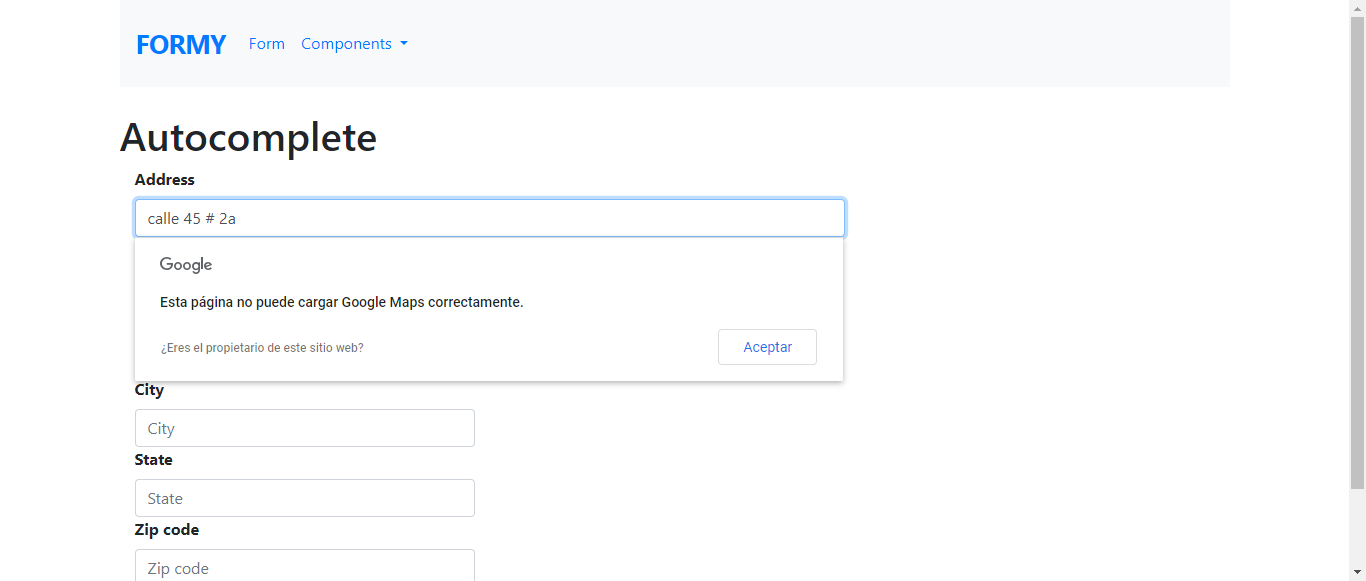 FORMY Form Components
Autocomplete
Address
calle 45 # 2a
Google
Esta página no puede cargar Google Maps correctamente.
¿Eres el propietario de este sitio web? Aceptar
City
City
State
State
Zip code
Zip code